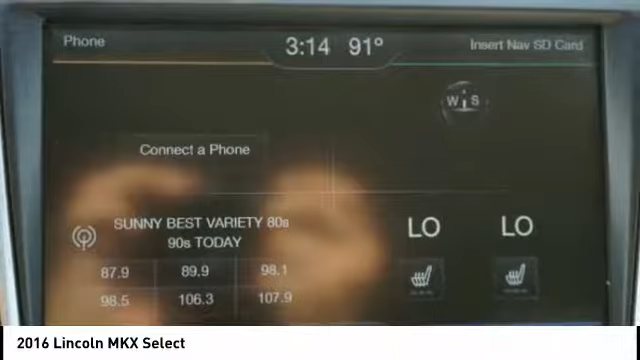 Phone
3:14 91°
Insert Nav SD Card
W S
Connect a Phone
SUNNY BEST VARIETY 80s
90s TODAY
LO LO
87.9 89.9 98.1
98.5 106.3 107.9
2016 Lincoln MKX Select